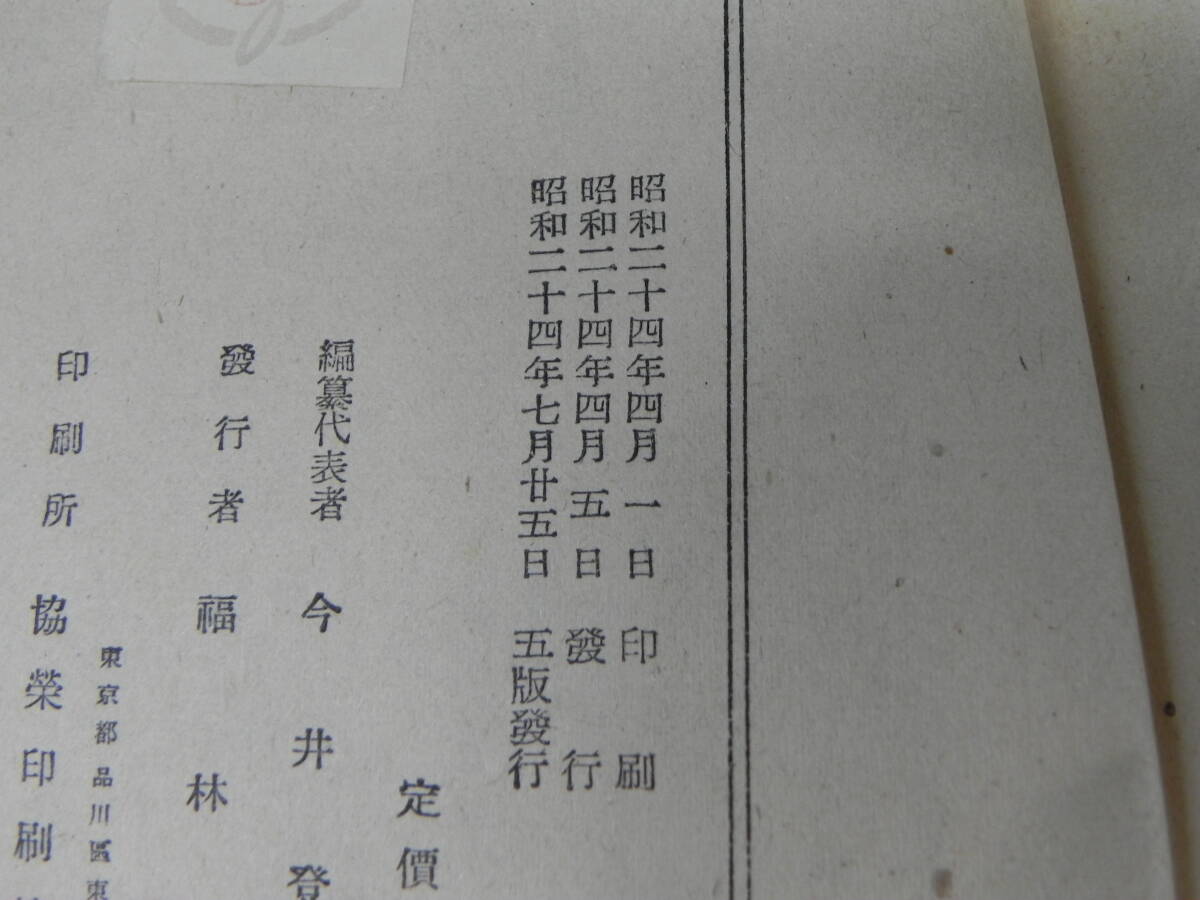 昭和二十四年四月一日印刷
昭和二十四年四月五日發行
昭和二十四年七月廿五日五版發行
定價
編纂代表者今井登
發行者福林
東京都品川區東
印刷所協榮印刷